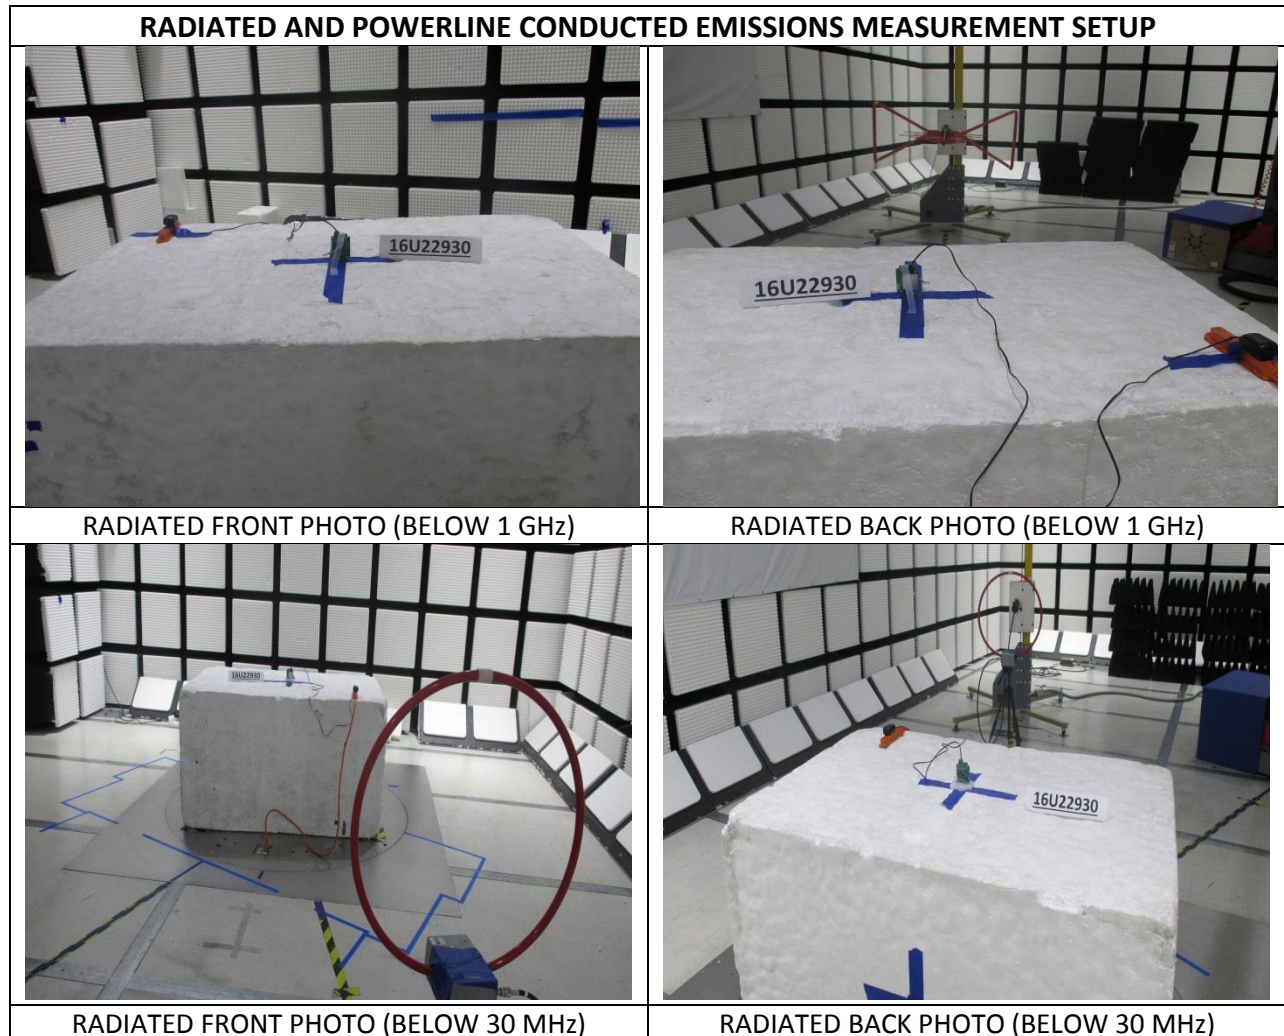 RADIATED AND POWERLINE CONDUCTED EMISSIONS MEASUREMENT SETUP
16U22930
16U22930
RADIATED FRONT PHOTO (BELOW 1 GHz)
RADIATED BACK PHOTO (BELOW 1 GHz)
16U22930
16U22930
RADIATED FRONT PHOTO (BELOW 30 MHz)
RADIATED BACK PHOTO (BELOW 30 MHz)